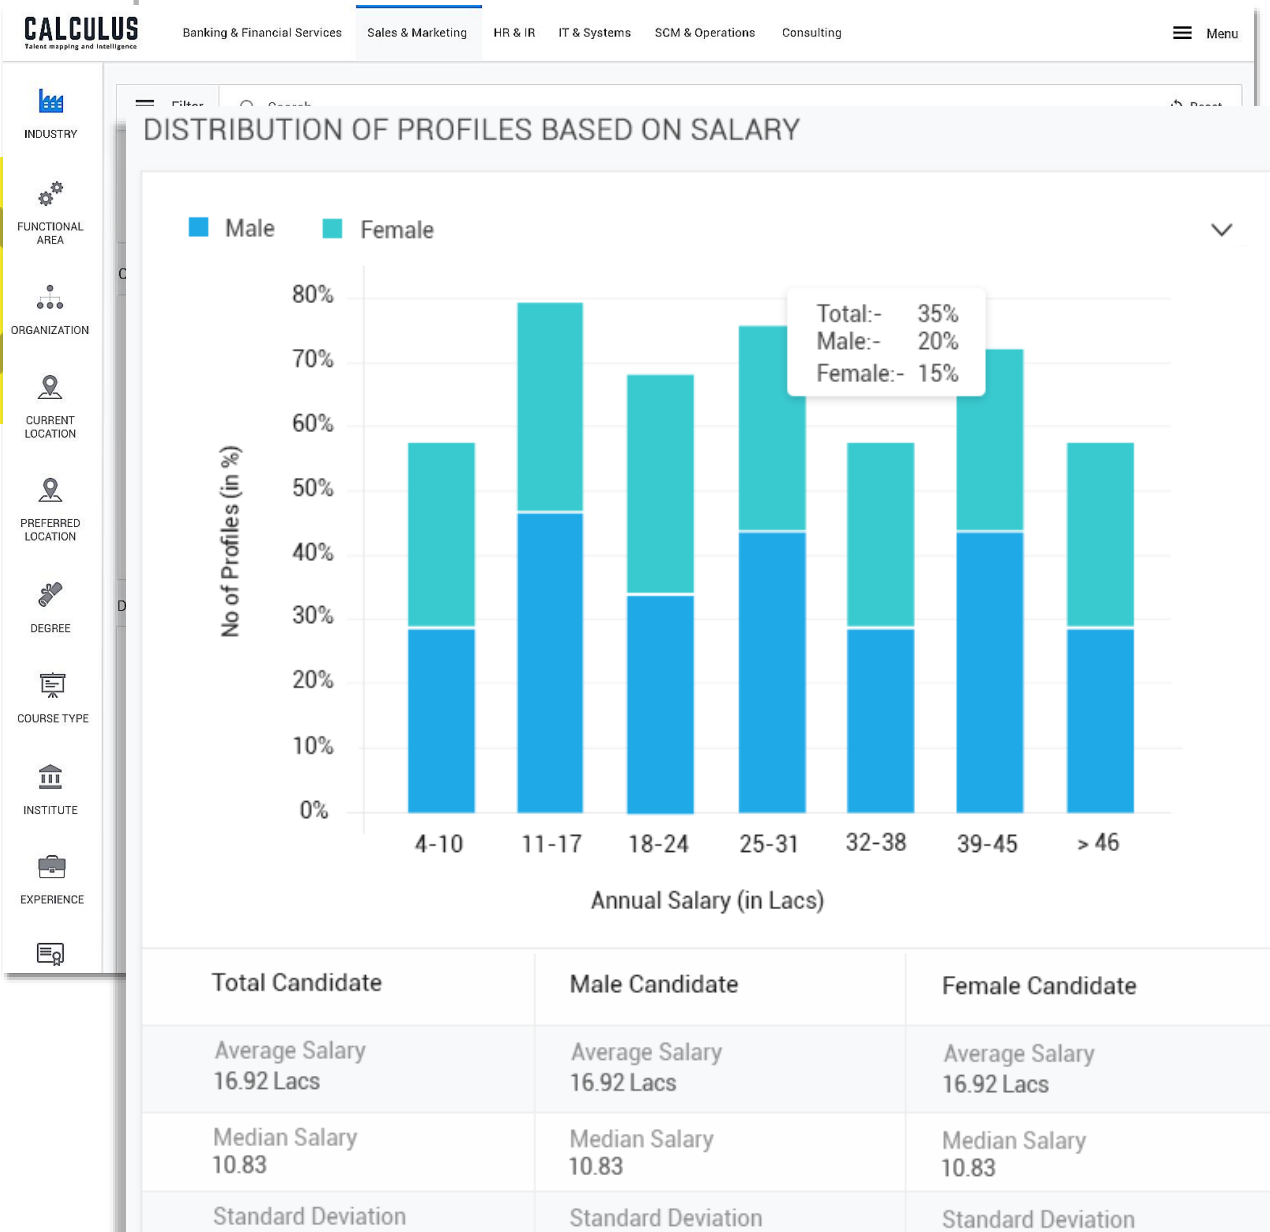 CALCULUS
Talent mapping and Intelligence
Banking & Financial Services Sales & Marketing HR & IR IT & Systems SCM & Operations Consulting Menu
Filter Search Reset
INDUSTRY
FUNCTIONAL
AREA
ORGANIZATION
CURRENT
LOCATION
PREFERRED
LOCATION
DEGREE
COURSE TYPE
INSTITUTE
EXPERIENCE
DISTRIBUTION OF PROFILES BASED ON SALARY
Male Female
Total:- 35%
Male:- 20%
Female:- 15%
80%
70%
60%
50%
40%
30%
20%
10%
0%
No of Profiles (in %)
4-10 11-17 18-24 25-31 32-38 39-45 > 46
Annual Salary (in Lacs)
Total Candidate Male Candidate Female Candidate
Average Salary Average Salary Average Salary
16.92 Lacs 16.92 Lacs 16.92 Lacs
Median Salary Median Salary Median Salary
10.83 10.83 10.83
Standard Deviation Standard Deviation Standard Deviation